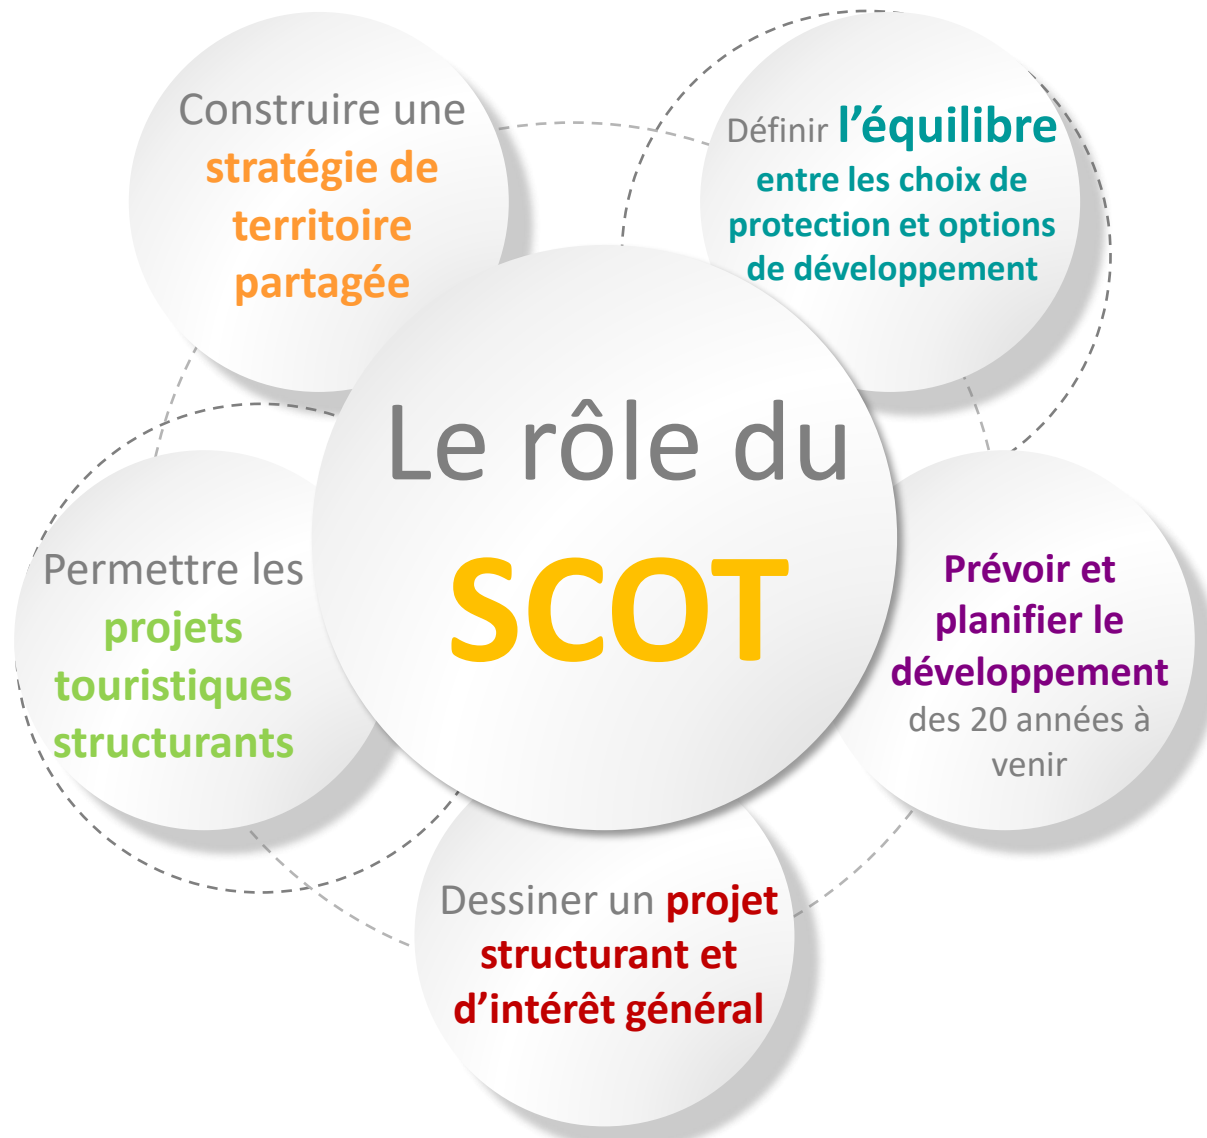 Construire une
stratégie de
territoire
partagée
Définir l’équilibre
entre les choix de
protection et options
de développement
Le rôle du
SCOT
Permettre les
projets
touristiques
structurants
Prévoir et
planifier le
développement
des 20 années à
venir
Dessiner un projet
structurant et
d’intérêt général